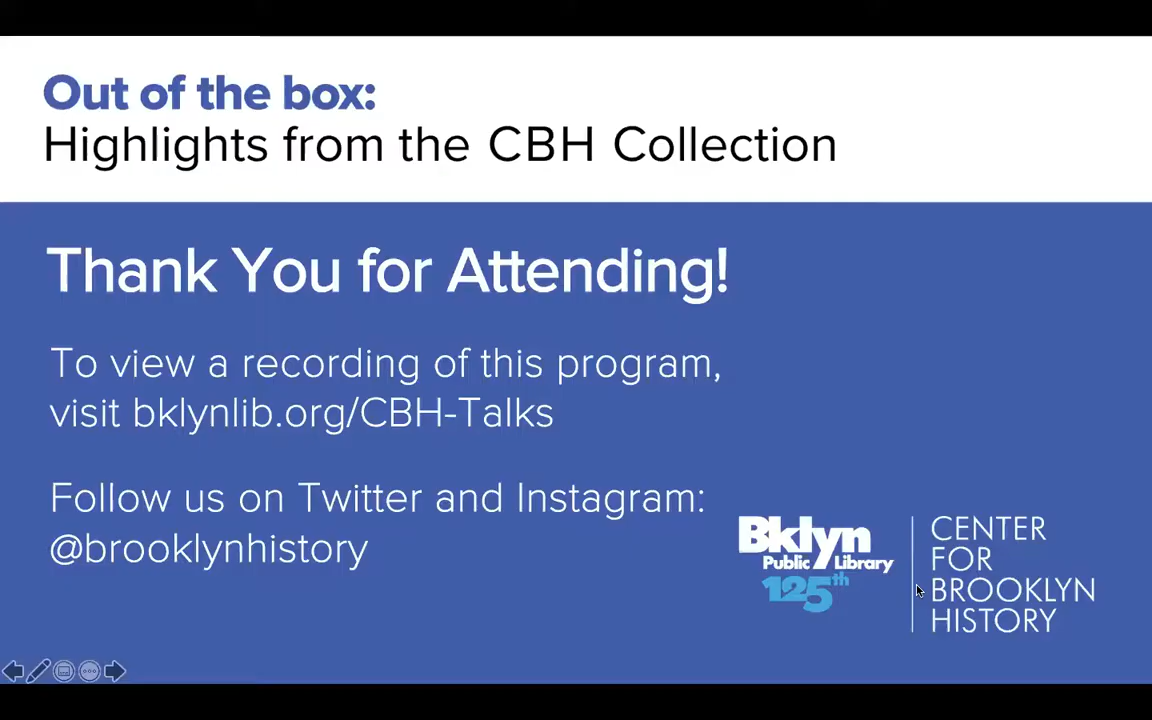 Out of the box:
Highlights from the CBH Collection
Thank You for Attending!
To view a recording of this program,
visit bklynlib.org/CBH-Talks
Follow us on Twitter and Instagram:
@brooklynhistory
Bklyn
Public Library
125th
CENTER
FOR
BROOKLYN
HISTORY